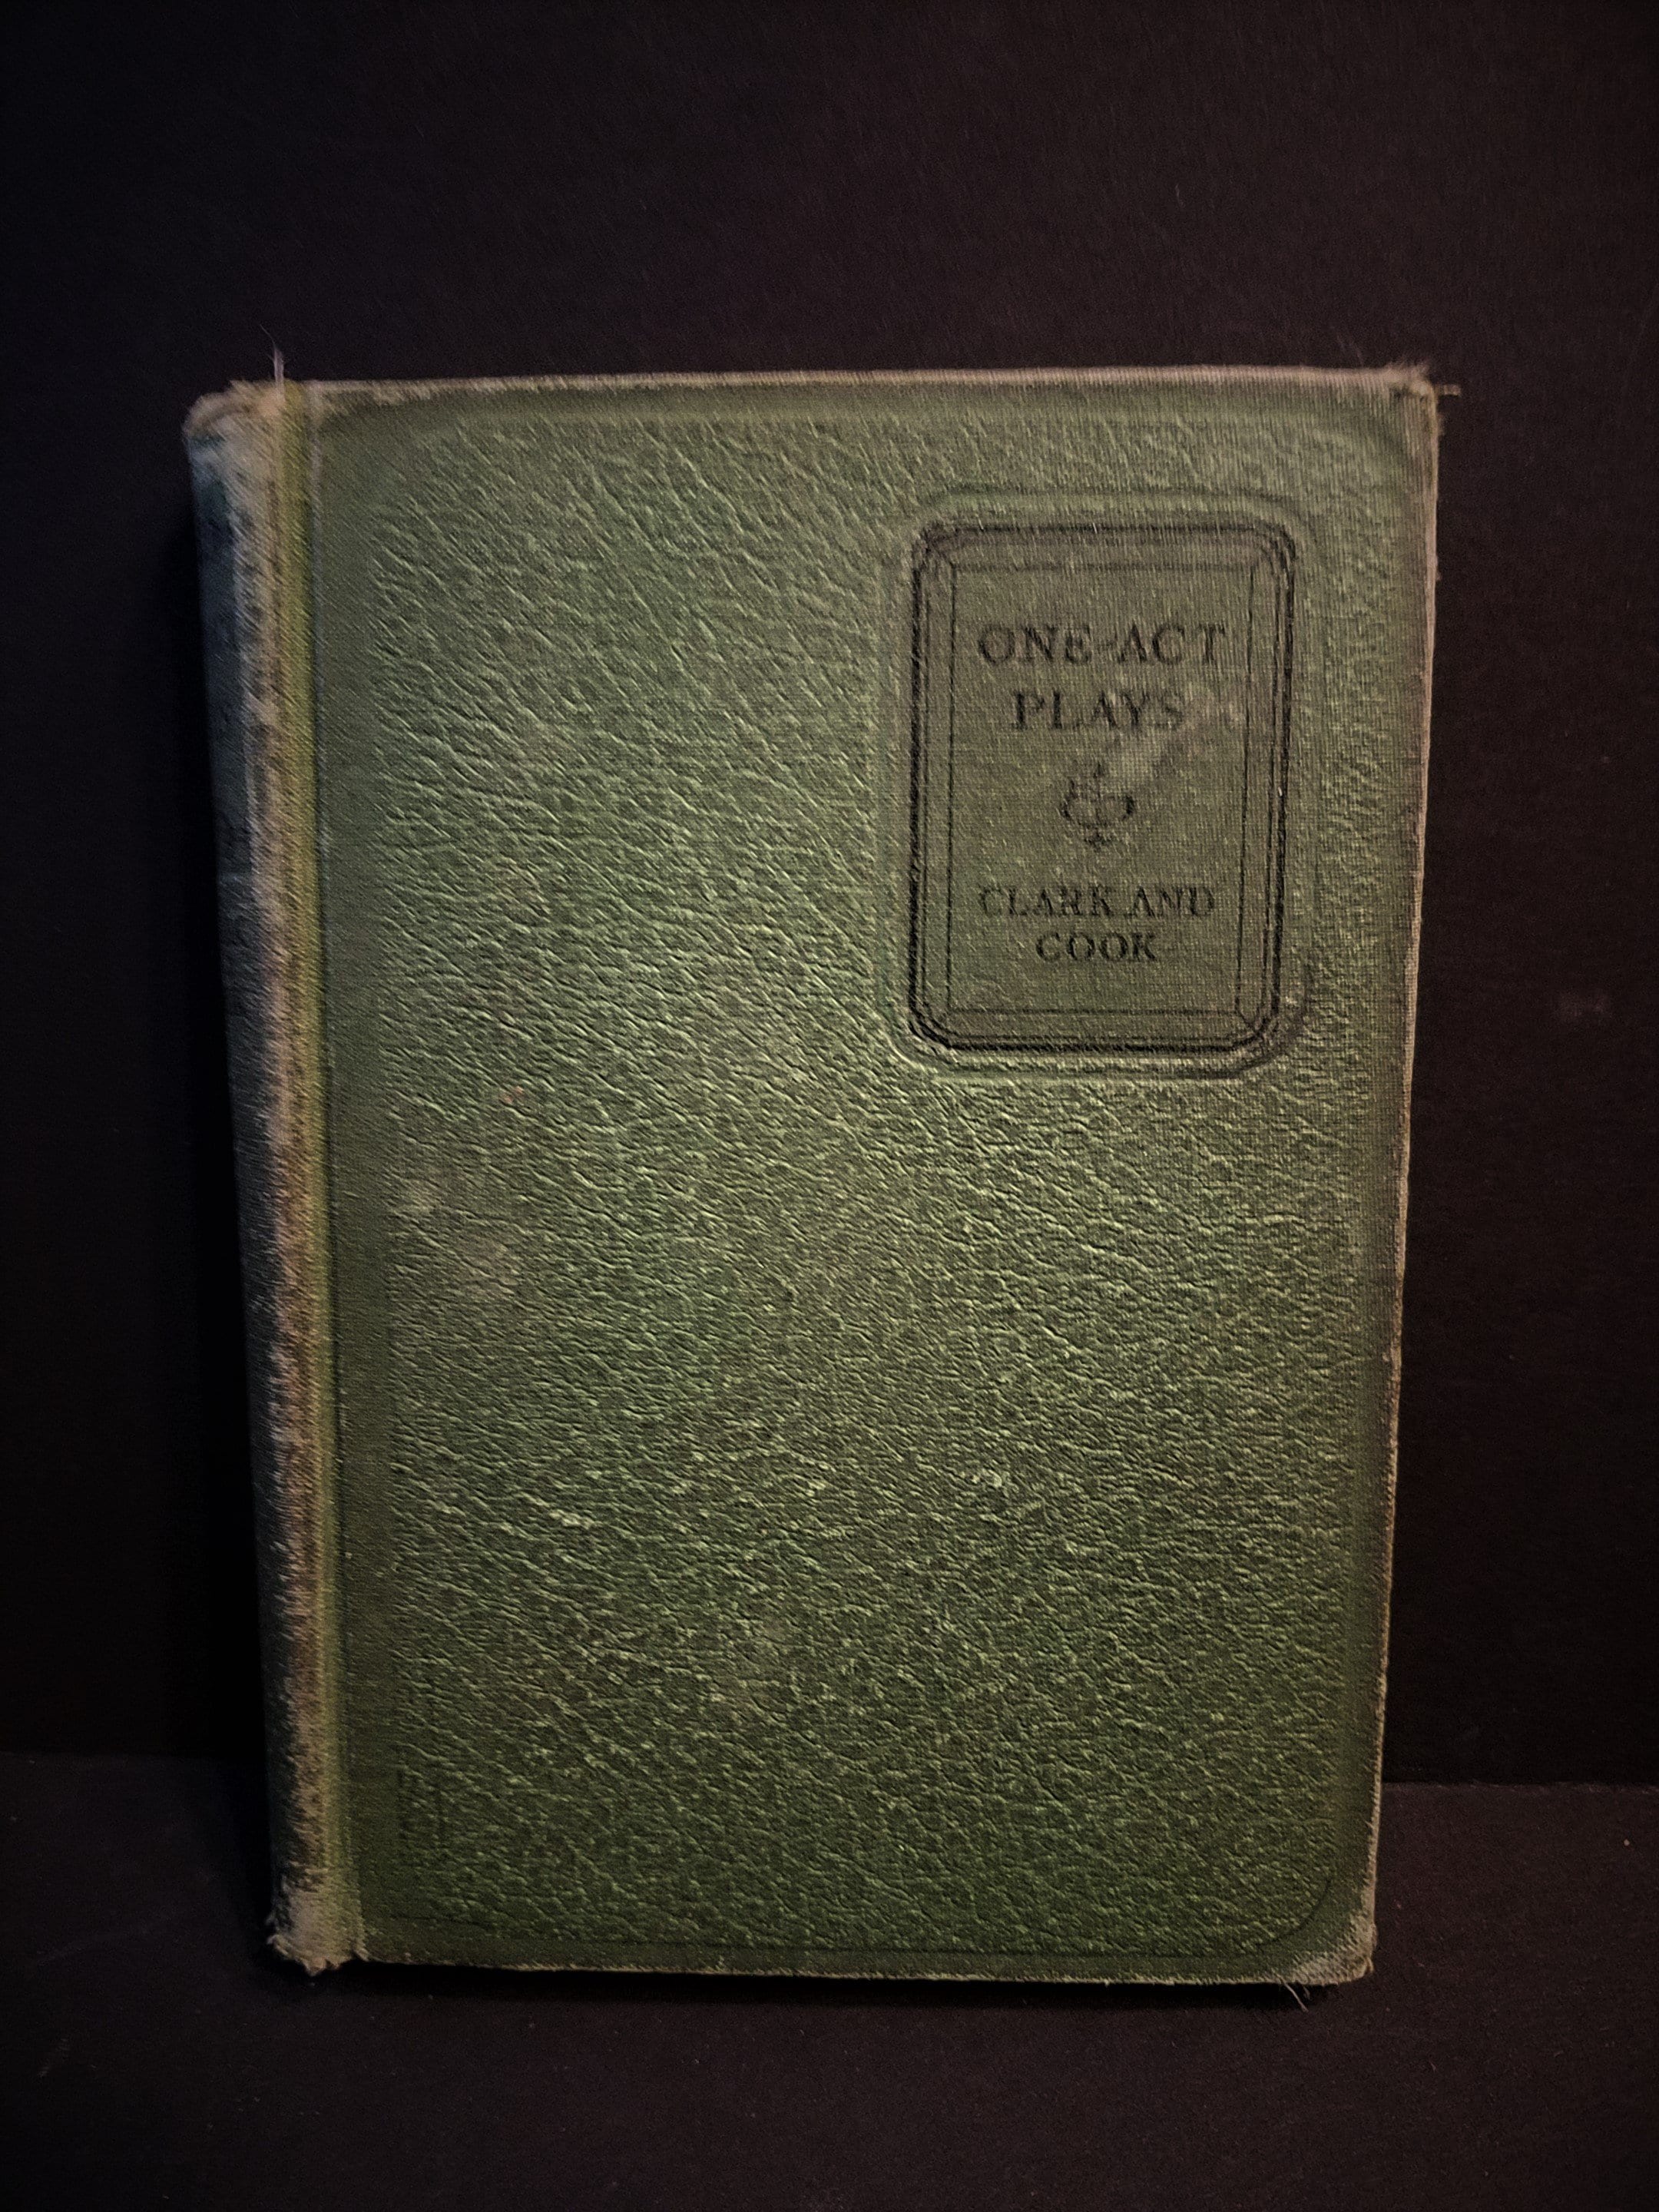 ONE-ACT
PLAYS
CLARK AND
COOK